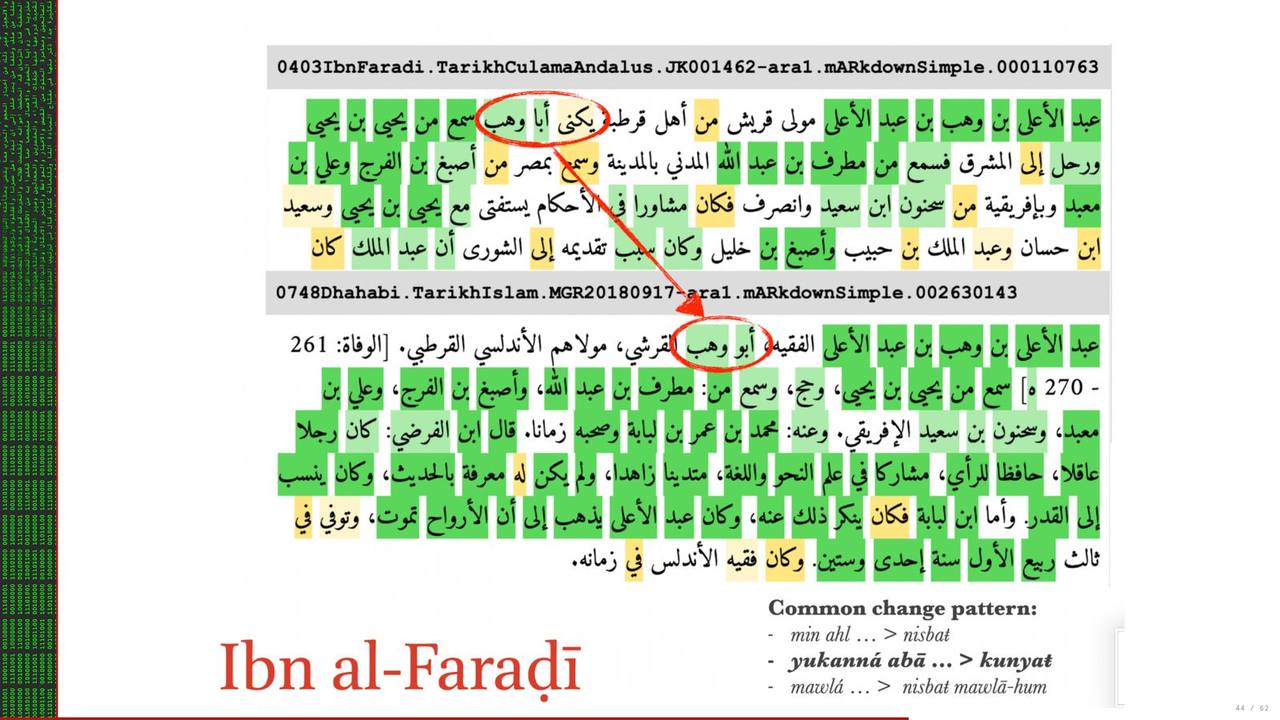 0403IbnFaradi.TarikhCulamaAndalus.JK001462-ara1.mARkdownSimple.000110763
عبد الأعلى بن وهب بن عبد الأعلى مولى قريش من أهل قرطبة يكنى أبا وهب سمع من يحيى بن يحيى
ورحل إلى المشرق فسمع من مطرف بن عبد الله المدني بالمدينة وسمع بمصر من أصبغ بن الفرج وعلي بن
معبد وبإفريقية من سحنون ابن سعيد وانصرف فكان مشاورا في الأحكام يستفتى مع يحيى بن يحيى وسعيد
ابن حسان وعبد الملك بن حبيب وأصبغ بن خليل وكان سبب تقديمه إلى الشورى أن عبد الملك كان
0748Dhahabi.TarikhIslam.MGR20180917-ara1.mARkdownSimple.002630143
عبد الأعلى بن وهب بن عبد الأعلى الفقيه، أبو وهب القرشي، مولاهم الأندلسي القرطبي. [الوفاة: 261
- 270 ه] سمع من يحيى بن يحيى، وحج، وسمع من: مطرف بن عبد الله، وأصبغ بن الفرج، وعلي بن
معبد، وسحنون بن سعيد الإفريقي. وعنه: محمد بن عمر بن لبابة وصحبه زمانا. قال ابن الفرضي: كان رجلا
عاقلا، حافظا للرأي، مشاركا في علم النحو واللغة، متدينا زاهدا، ولم يكن له معرفة بالحديث، وكان ينسب
إلى القدر. وأما ابن لبابة فكان ينكر ذلك عنه، وكان عبد الأعلى يذهب إلى أن الأرواح تموت، وتوفي في
ثالث ربيع الأول سنة إحدى وستين. وكان فقيه الأندلس في زمانه.
Common change pattern:
- min ahl … > nisbaŧ
- yukanná abā … > kunyaŧ
- mawlá … > nisbaŧ mawlā-hum
Ibn al-Faraḍī
44 / 62